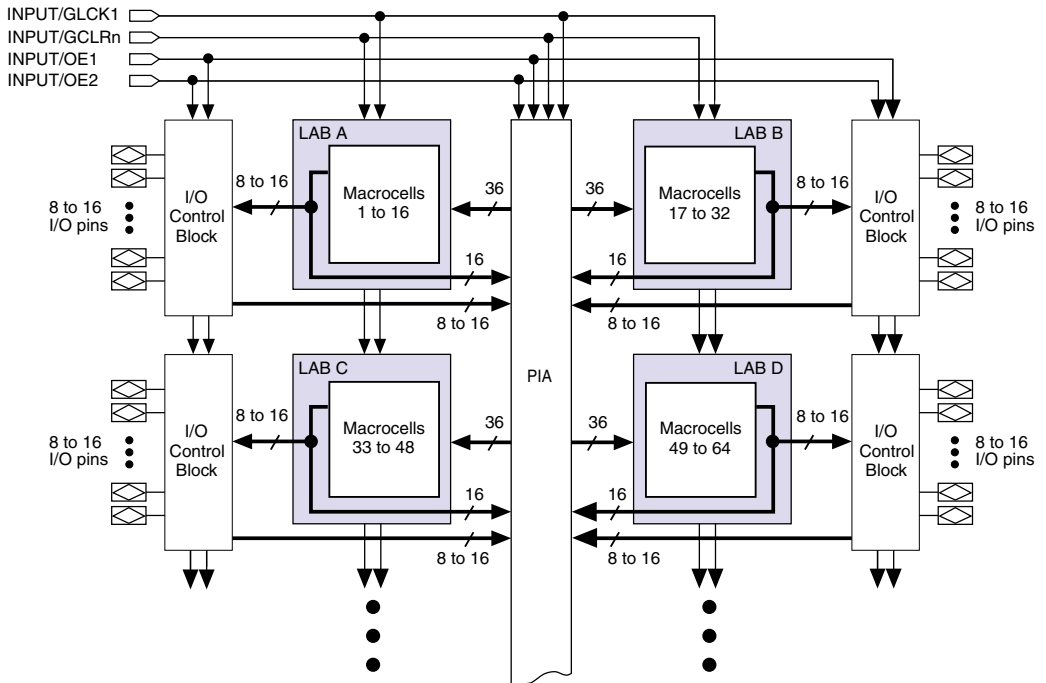 INPUT/GLCK1
INPUT/GCLRn
INPUT/OE1
INPUT/OE2
LAB A
LAB B
8 to 16
I/O pins
I/O
Control
Block
8 to 16
Macrocells
1 to 16
36
36
Macrocells
17 to 32
8 to 16
I/O
Control
Block
8 to 16
I/O pins
16
16
8 to 16
8 to 16
PIA
LAB C
LAB D
8 to 16
I/O pins
I/O
Control
Block
8 to 16
Macrocells
33 to 48
36
36
Macrocells
49 to 64
8 to 16
I/O
Control
Block
8 to 16
I/O pins
16
16
8 to 16
8 to 16